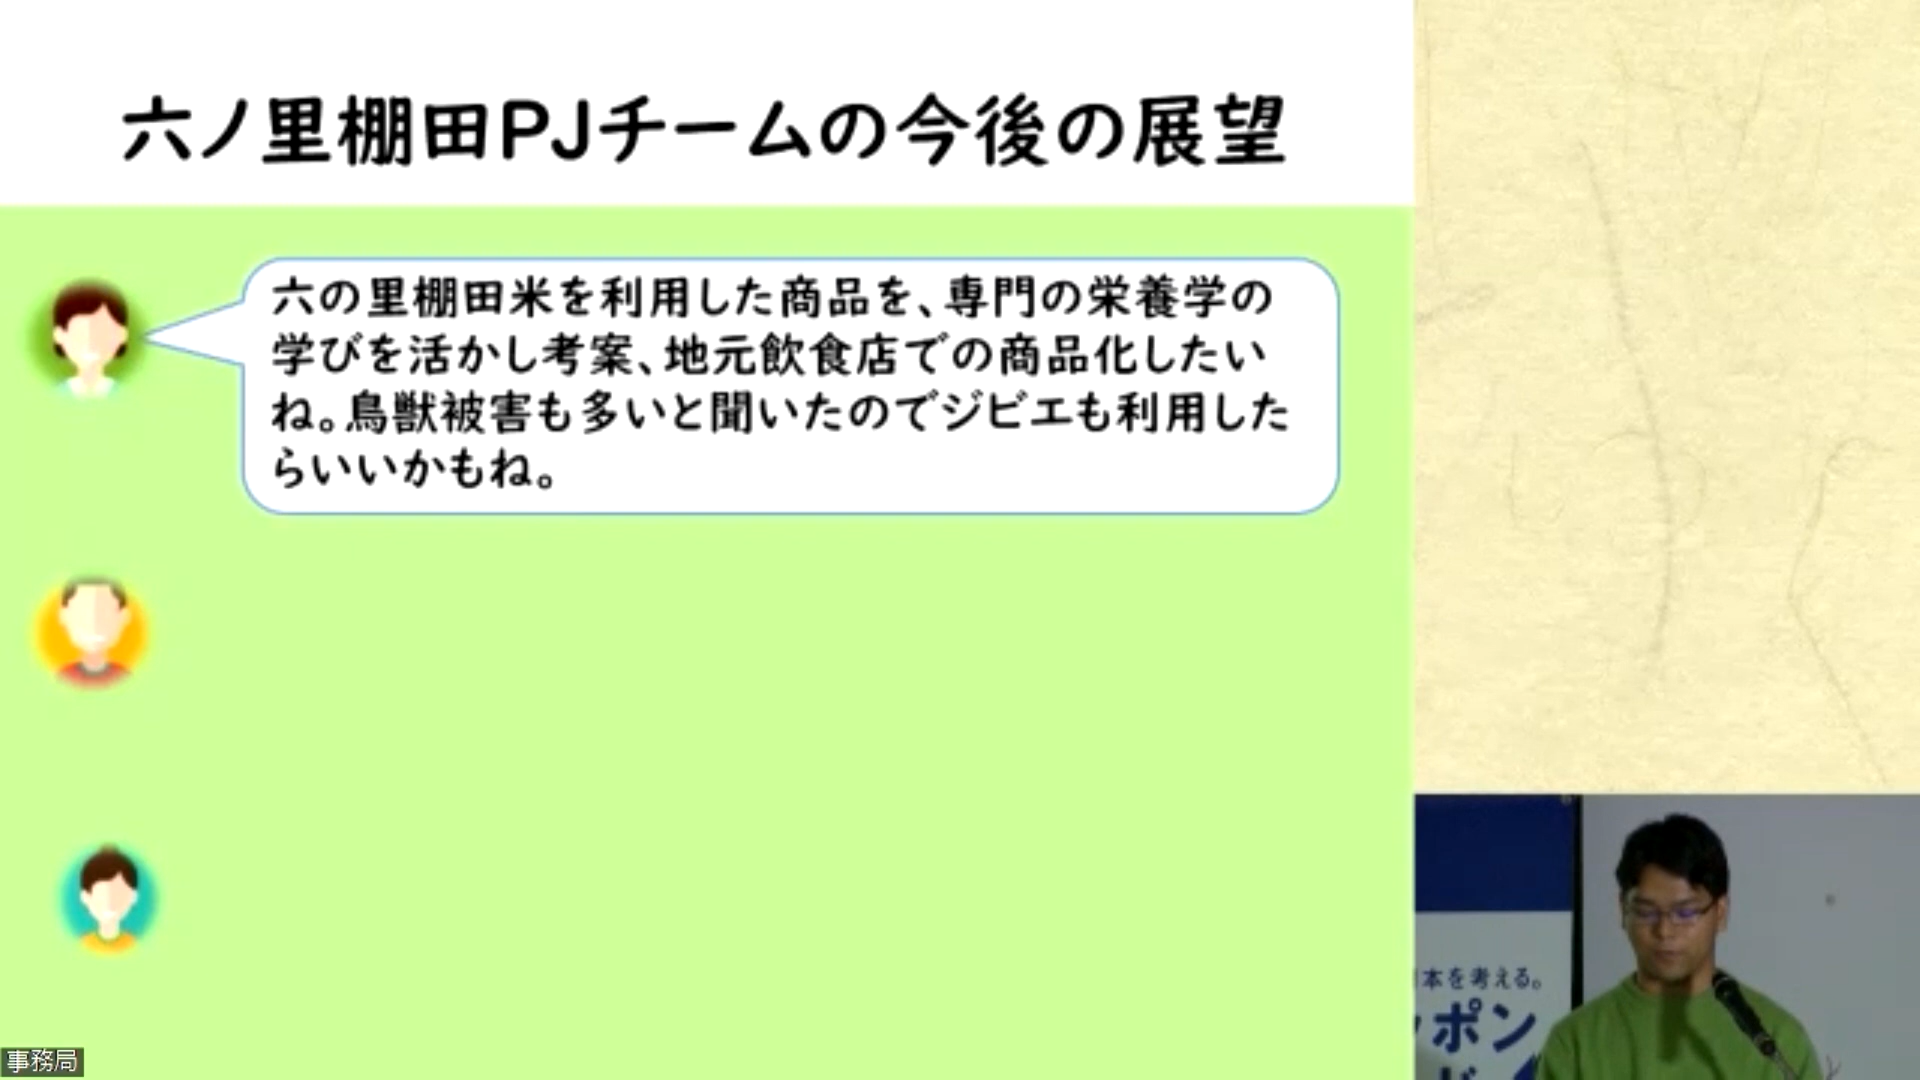 六ノ里棚田PJチームの今後の展望
六の里棚田米を利用した商品を、専門の栄養学の
学びを活かし考案、地元飲食店での商品化したい
ね。鳥獣被害も多いと聞いたのでジビエも利用した
らいいかもね。
本を考える。
ポン
事務局